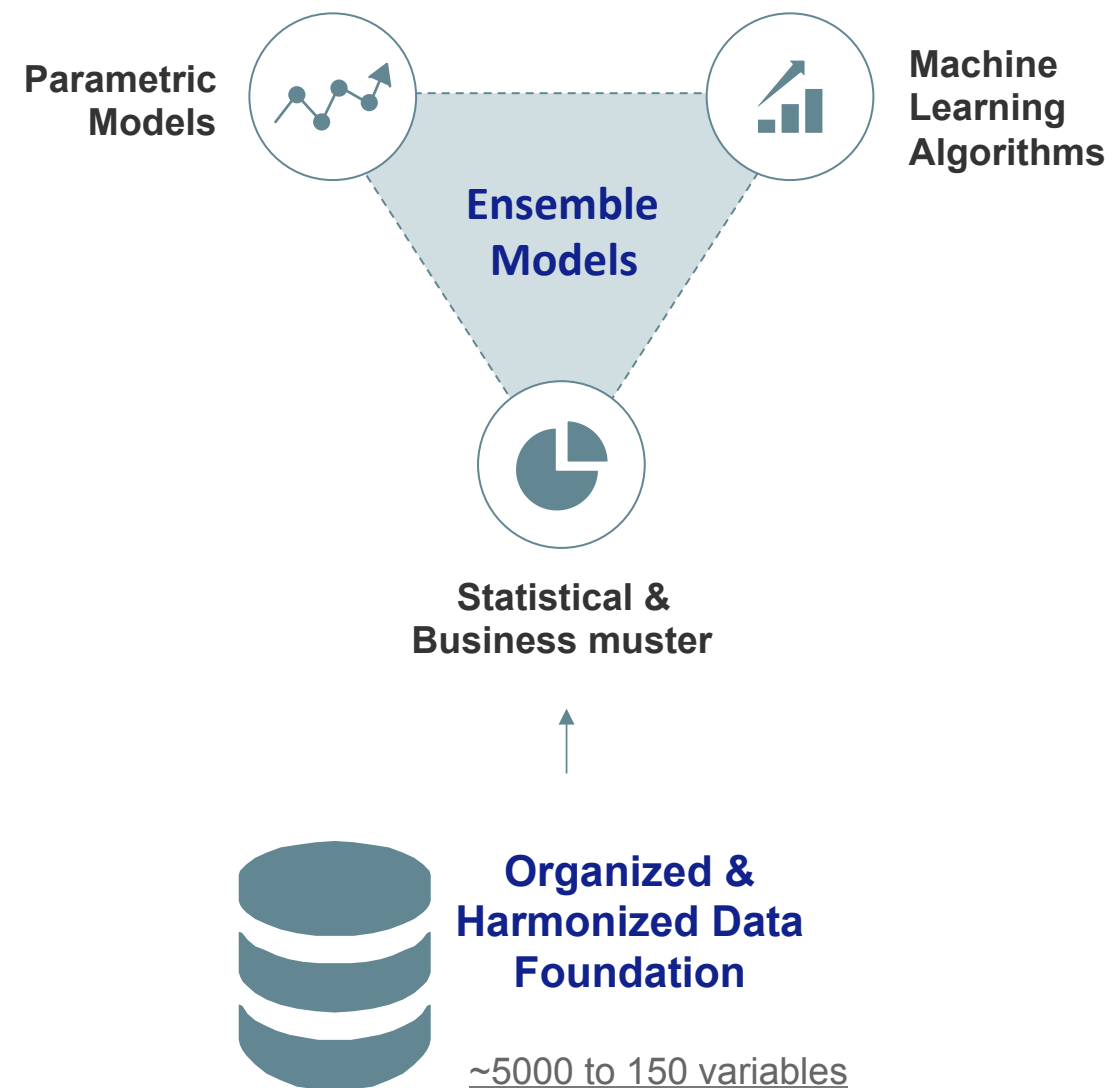 Parametric
Models
Machine
Learning
Algorithms
Ensemble
Models
Statistical &
Business muster
Organized &
Harmonized Data
Foundation
~5000 to 150 variables